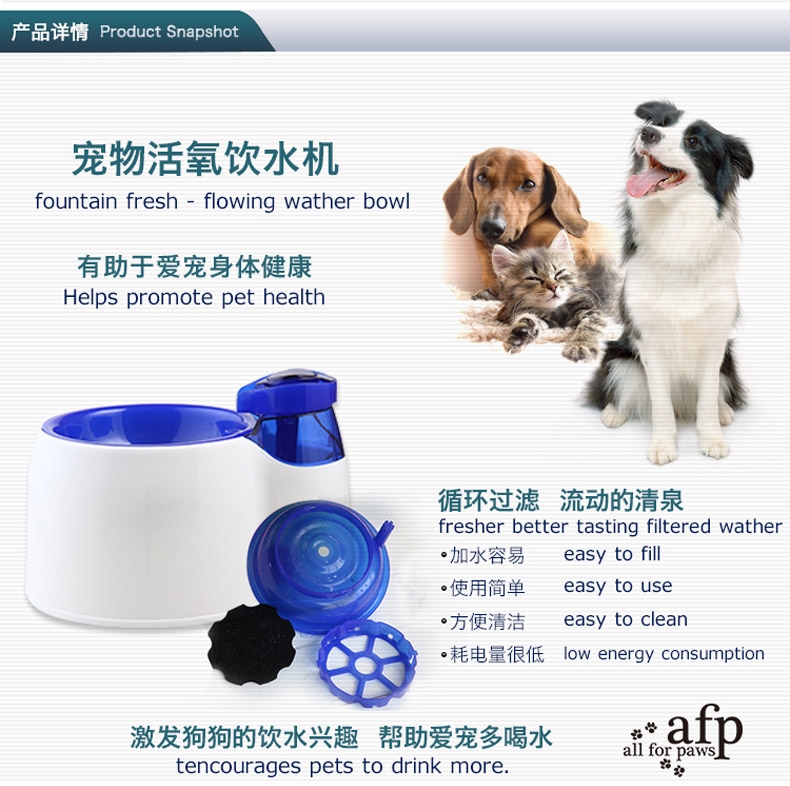 产品详情 Product Snapshot
宠物活氧饮水机
fountain fresh - flowing wather bowl
有助于爱宠身体健康
Helps promote pet health
循环过滤 流动的清泉
fresher better tasting filtered wather
•加水容易 easy to fill
•使用简单 easy to use
•方便清洁 easy to clean
•耗电量很低 low energy consumption
激发狗狗的饮水兴趣 帮助爱宠多喝水
tencourages pets to drink more.
afp
all for paws